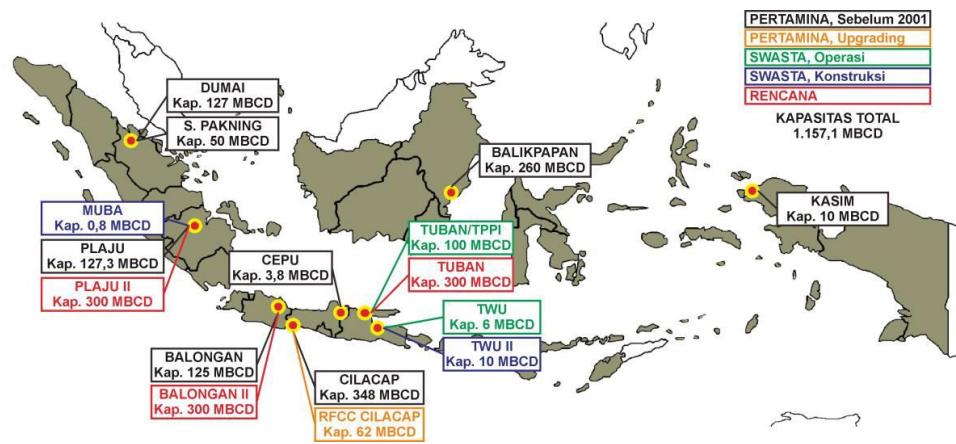 PERTAMINA, Sebelum 2001
PERTAMINA, Upgrading
SWASTA, Operasi
SWASTA, Konstruksi
RENCANA
KAPASITAS TOTAL
1.157,1 MBCD
DUMAI
Kap. 127 MBCD
S. PAKNING
Kap. 50 MBCD
BALIKPAPAN
Kap. 260 MBCD
KASIM
Kap. 10 MBCD
MUBA
Kap. 0,8 MBCD
PLAJU
Kap. 127,3 MBCD
PLAJU II
Kap. 300 MBCD
CEPU
Kap. 3,8 MBCD
TUBAN/TPPI
Kap. 100 MBCD
TUBAN
Kap. 300 MBCD
TWU
Kap. 6 MBCD
TWU II
Kap. 10 MBCD
BALONGAN
Kap. 125 MBCD
BALONGAN II
Kap. 300 MBCD
CILACAP
Kap. 348 MBCD
RFCC CILACAP
Kap. 62 MBCD